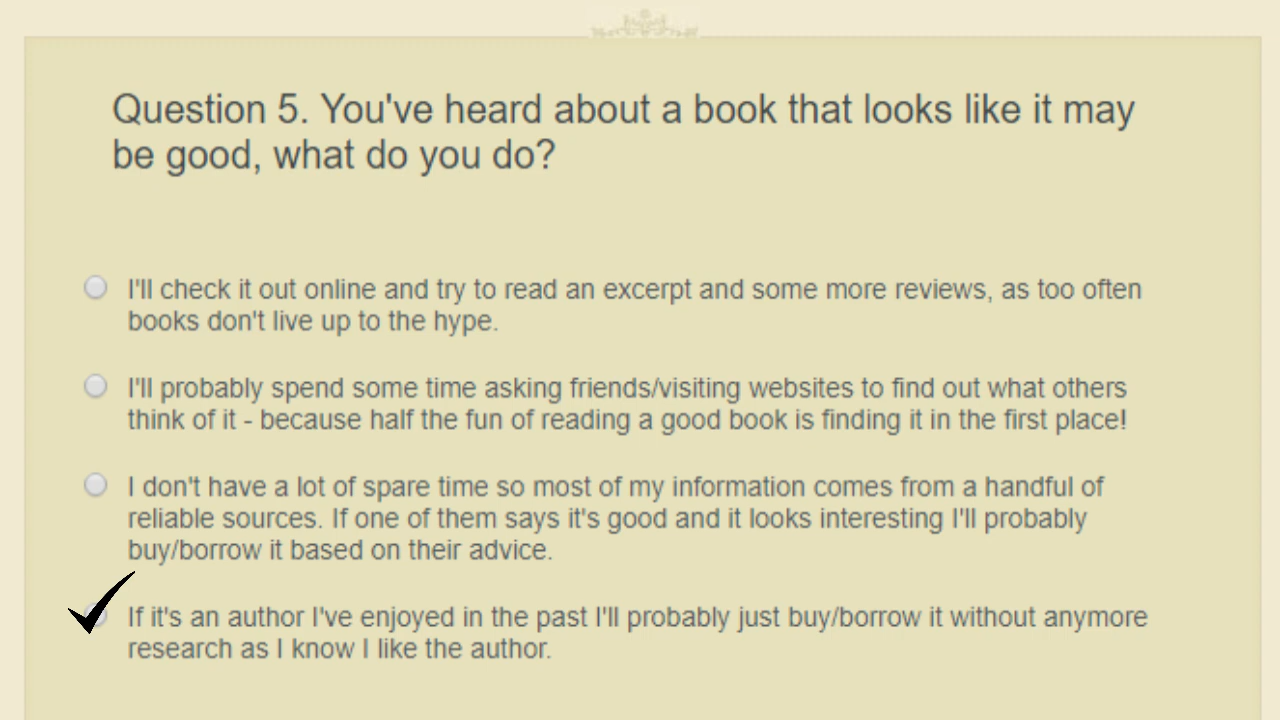 Question 5. You've heard about a book that looks like it may
be good, what do you do?
I'll check it out online and try to read an excerpt and some more reviews, as too often
books don't live up to the hype.
I'll probably spend some time asking friends/visiting websites to find out what others
think of it - because half the fun of reading a good book is finding it in the first place!
I don't have a lot of spare time so most of my information comes from a handful of
reliable sources. If one of them says it's good and it looks interesting I'll probably
buy/borrow it based on their advice.
If it's an author I've enjoyed in the past I'll probably just buy/borrow it without anymore
research as I know I like the author.